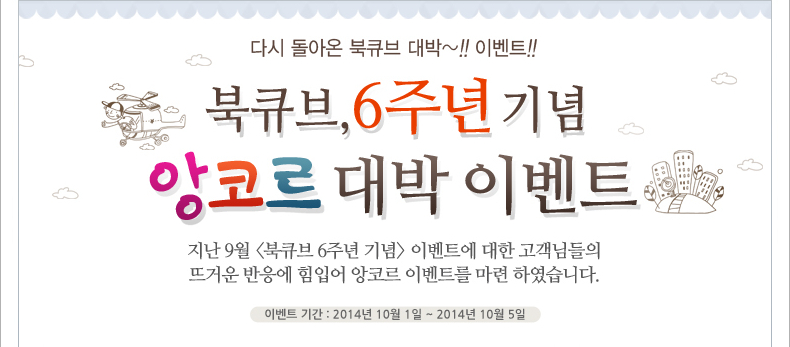 다시 돌아온 북큐브 대박~!! 이벤트!!
북큐브,6주년 기념
앙코르 대박 이벤트
지난 9월 <북큐브 6주년 기념> 이벤트에 대한 고객님들의
뜨거운 반응에 힘입어 앙코르 이벤트를 마련 하였습니다.
이벤트 기간 : 2014년 10월 1일 ~ 2014년 10월 5일